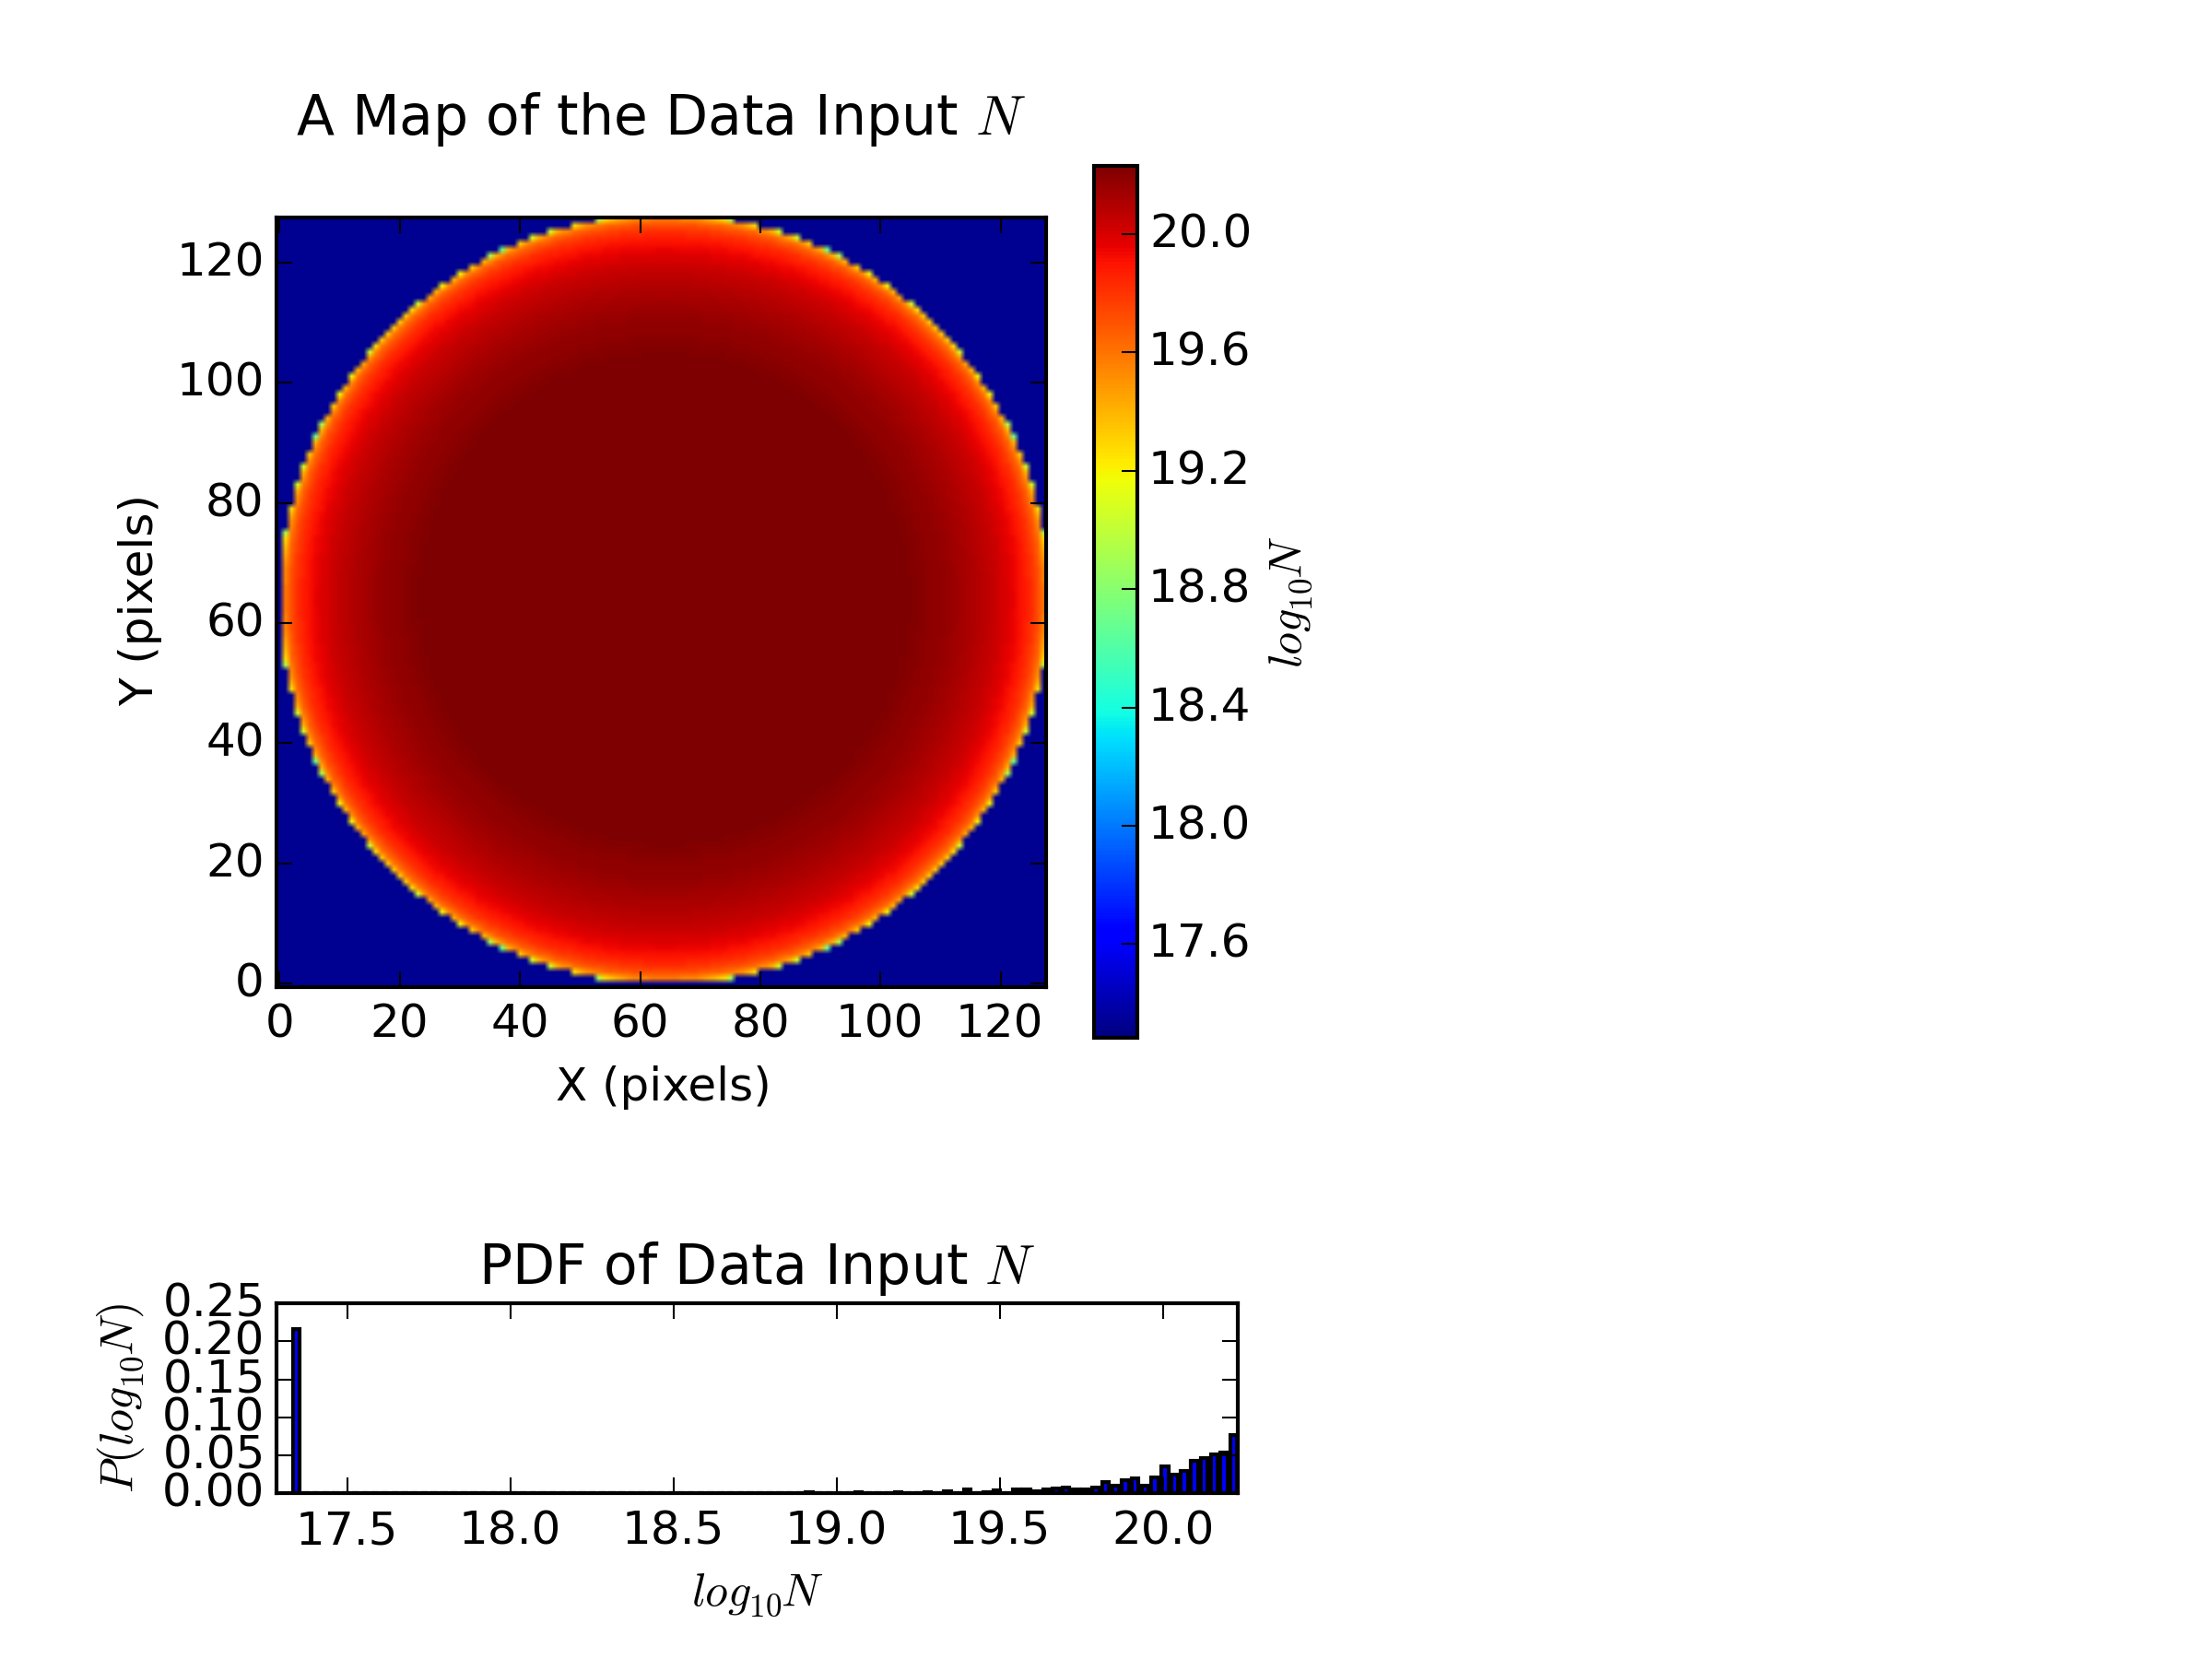 A Map of the Data Input N
120
100
80
60
40
20
0
Y (pixels)
0 20 40 60 80 100 120
X (pixels)
20.0
19.6
19.2
18.8
18.4
18.0
17.6
log10N
PDF of Data Input N
0.25
0.20
0.15
0.10
0.05
0.00
P(log10N)
17.5 18.0 18.5 19.0 19.5 20.0
log10N